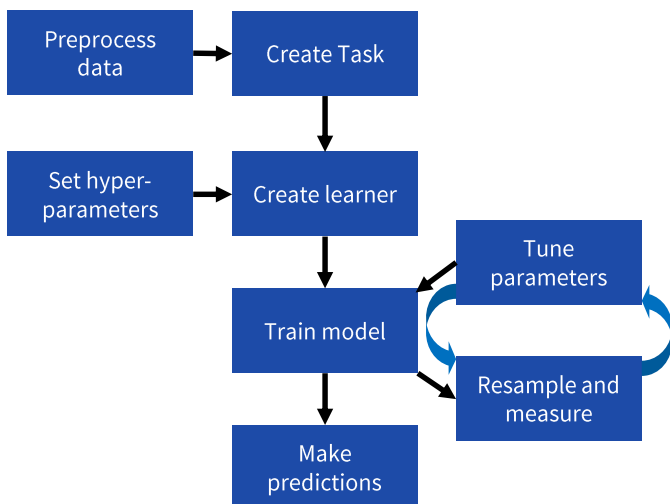 Preprocess
data
Create Task
Set hyper-
parameters
Create learner
Tune
parameters
Train model
Resample and
measure
Make
predictions